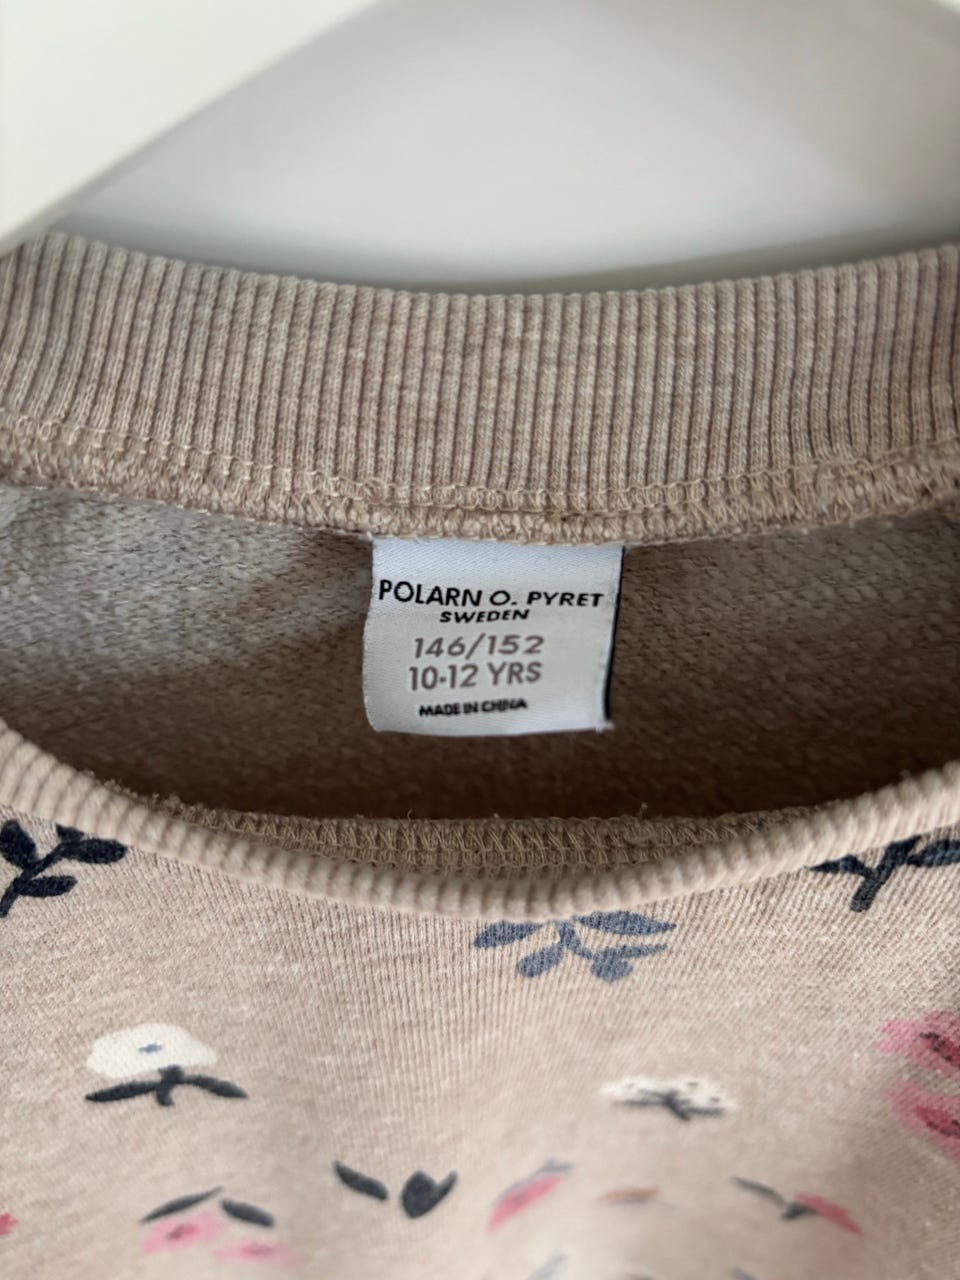 POLARN O. PYRET
SWEDEN
146/152
10-12 YRS
MADE IN CHINA